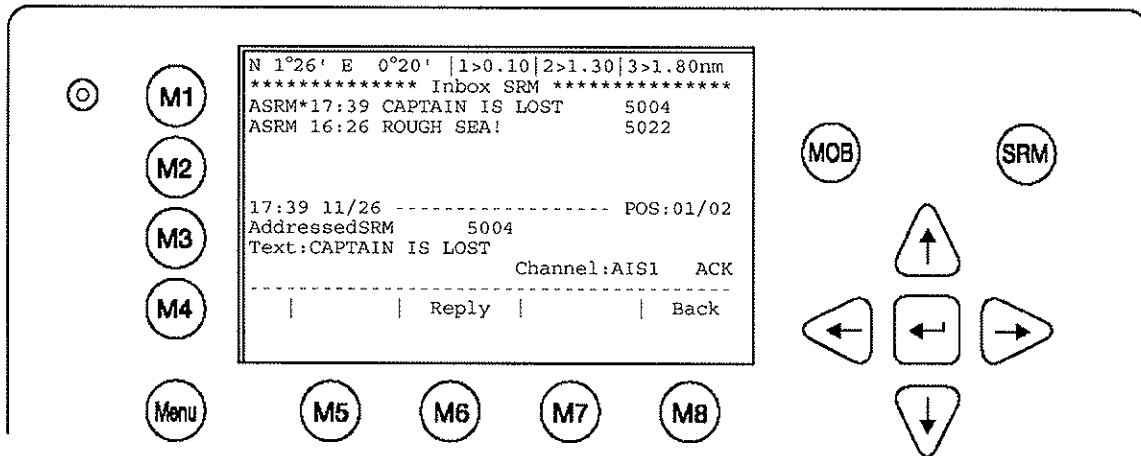 N 1°26' E 0°20' |1>0.10|2>1.30|3>1.80nm
************** Inbox SRM ***************
ASRM*17:39 CAPTAIN IS LOST 5004
ASRM 16:26 ROUGH SEA! 5022
17:39 11/26 ------------------ POS:01/02
AddressedSRM 5004
Text:CAPTAIN IS LOST
Channel:AIS1 ACK
----------------------------------------
| | Reply | | Back
M1
M2
M3
M4
Menu
M5 M6 M7 M8
MOB SRM